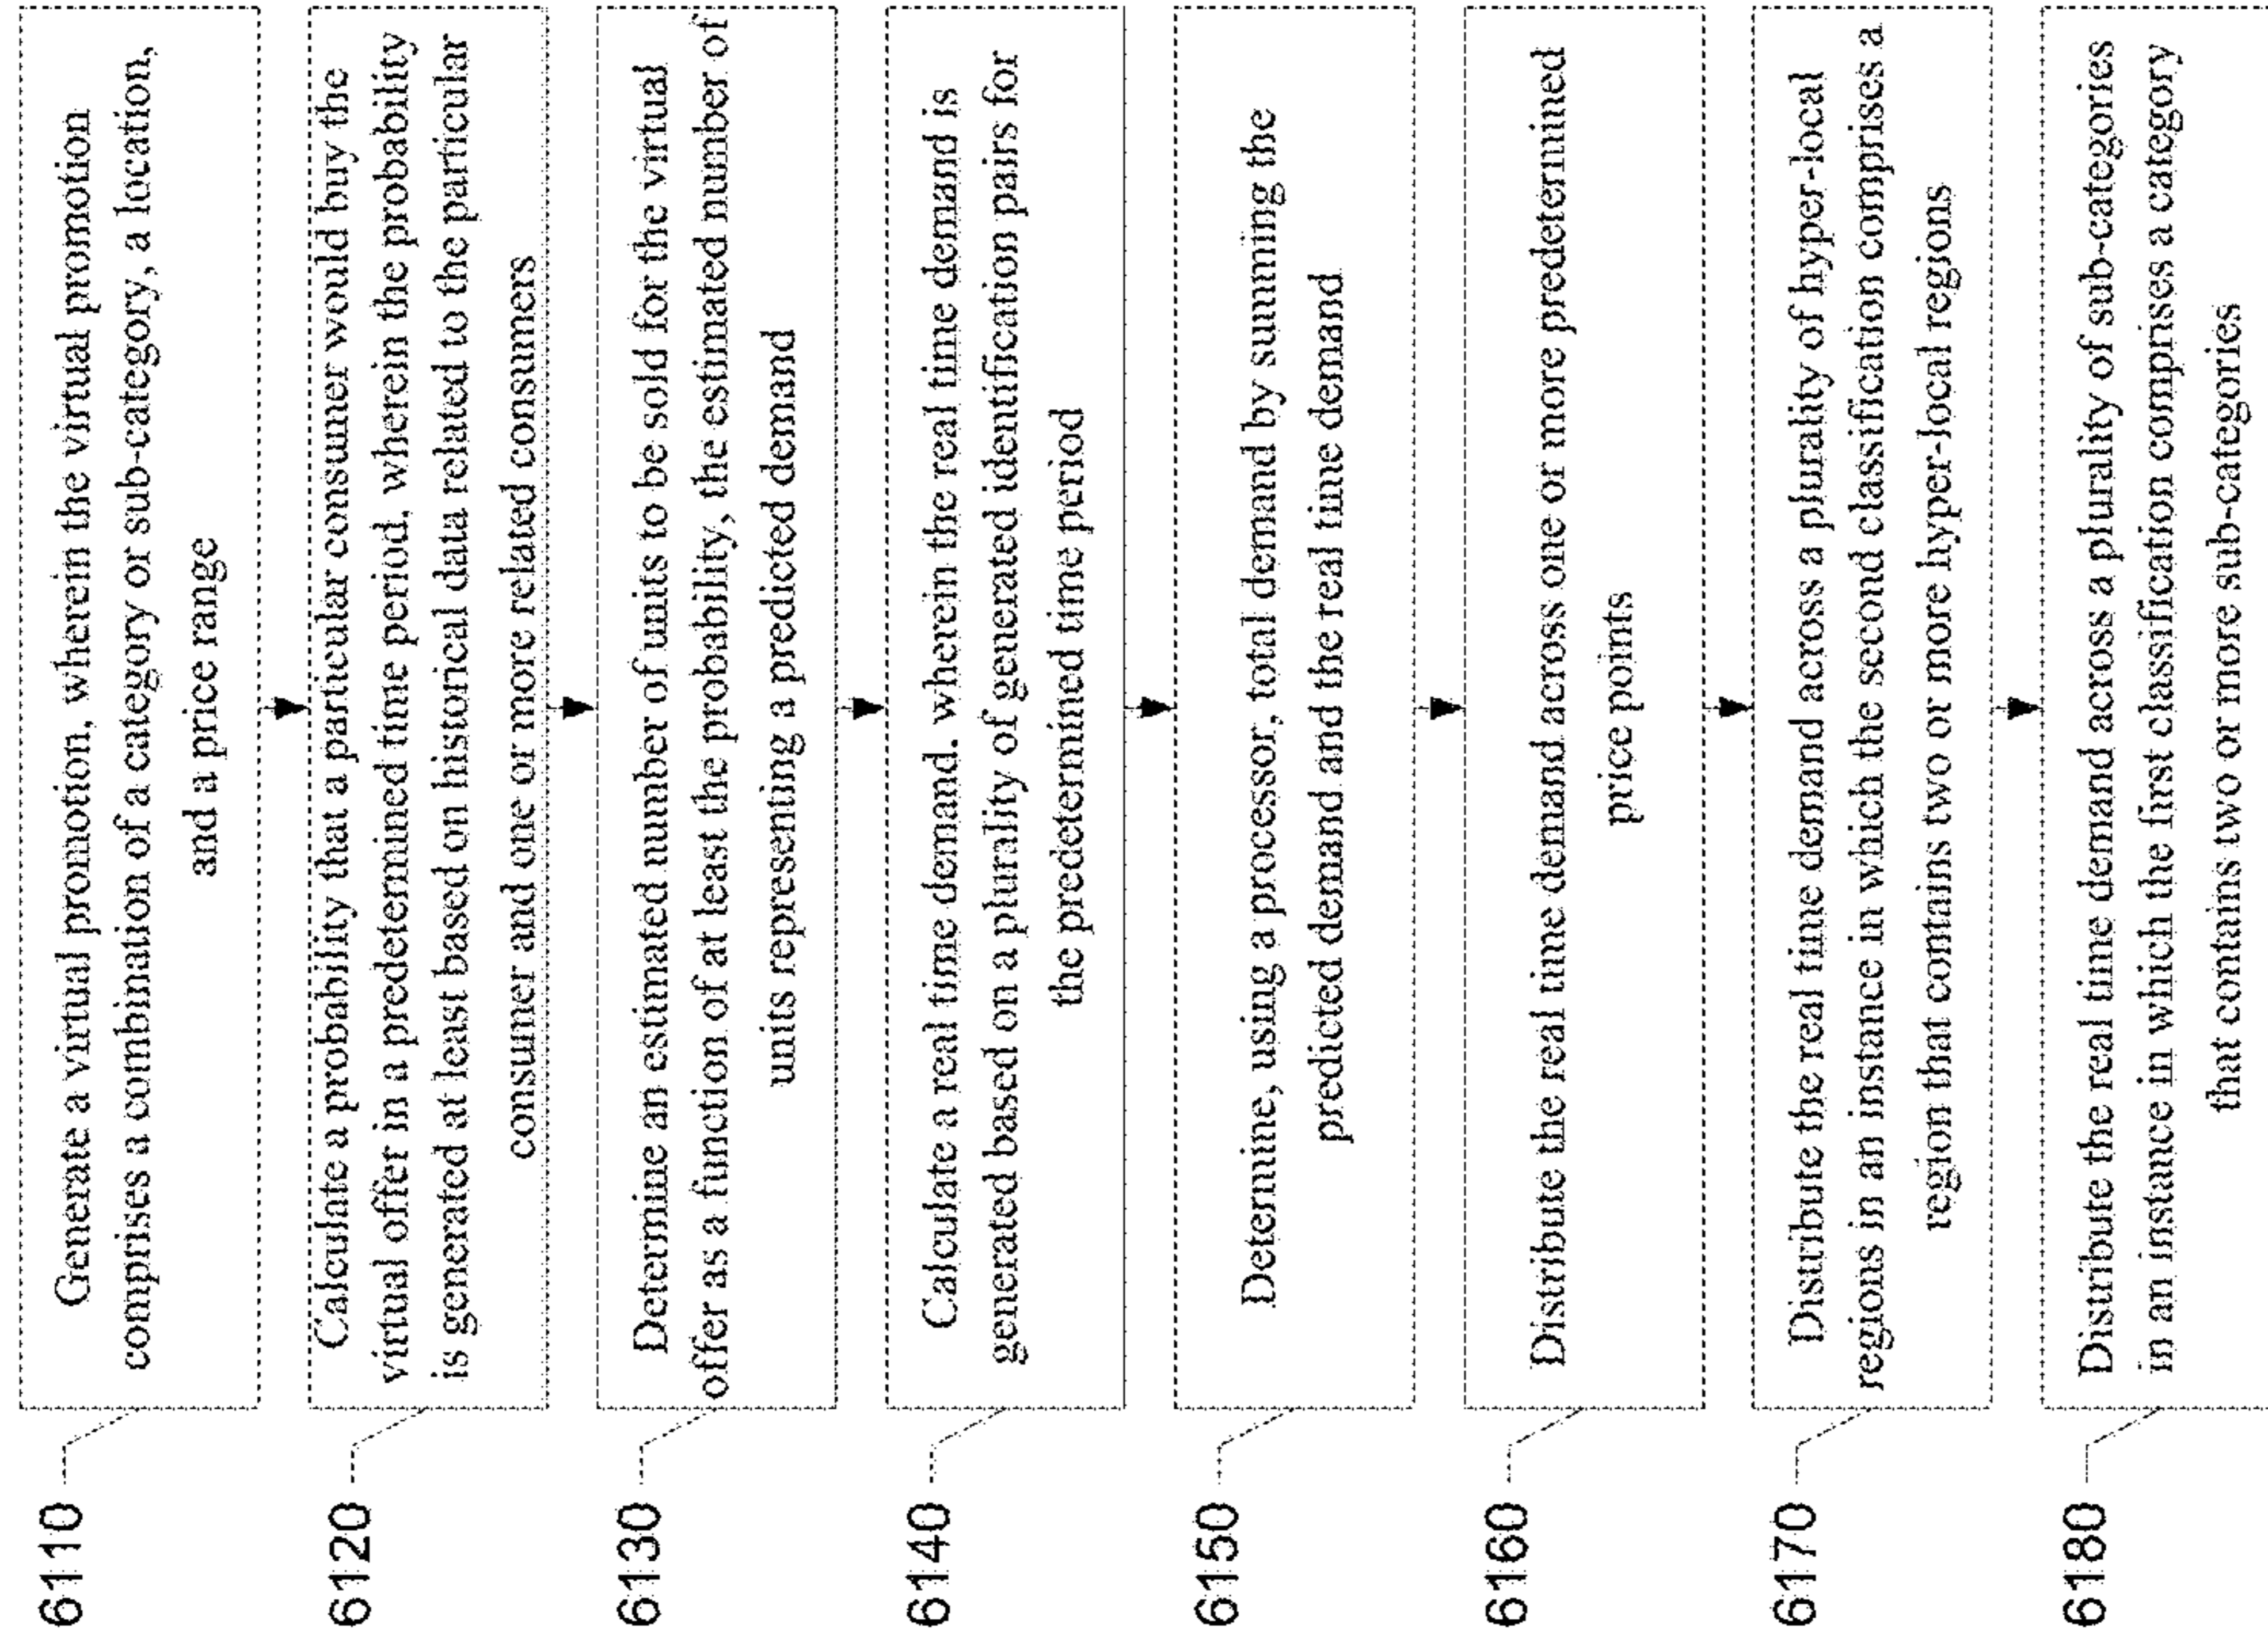 6110
Generate a virtual promotion, wherein the virtual promotion
comprises a combination of a category or sub-category, a location,
and a price range
6120
Calculate a probability that a particular consumer would buy the
virtual offer in a predetermined time period, wherein the probability
is generated at least based on historical data related to the particular
consumer and one or more related consumers
6130
Determine an estimated number of units to be sold for the virtual
offer as a function of at least the probability, the estimated number of
units representing a predicted demand
6140
Calculate a real time demand. wherein the real time demand is
generated based on a plurality of generated identification pairs for
the predetermined time period
6150
Determine, using a processor, total demand by summing the
predicted demand and the real time demand
6160
Distribute the real time demand across one or more predetermined
price points
6170
Distribute the real time demand across a plurality of hyper-local
regions in an instance in which the second classification comprises a
region that contains two or more hyper-local regions
6180
Distribute the real time demand across a plurality of sub-categories
in an instance in which the first classification comprises a category
that contains two or more sub-categories